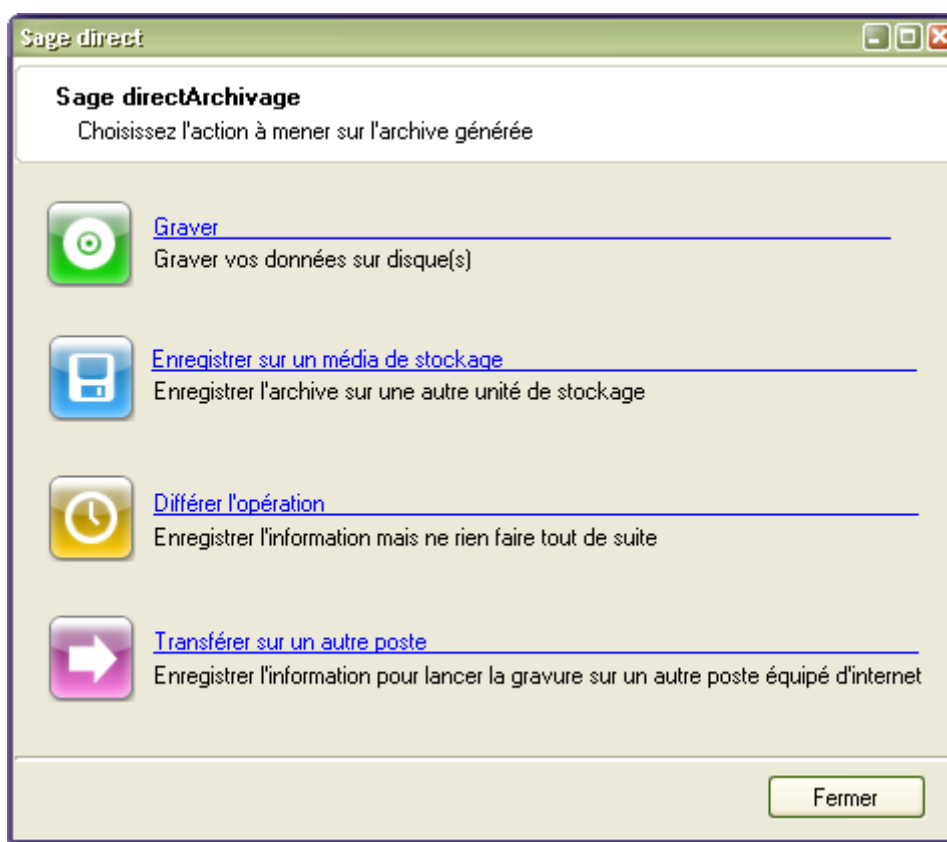 Sage direct
Sage directArchivage
Choisissez l'action à mener sur l'archive générée
Graver
Graver vos données sur disque(s)
Enregistrer sur un média de stockage
Enregistrer l'archive sur une autre unité de stockage
Différer l'opération
Enregistrer l'information mais ne rien faire tout de suite
Transférer sur un autre poste
Enregistrer l'information pour lancer la gravure sur un autre poste équipé d'internet
Fermer